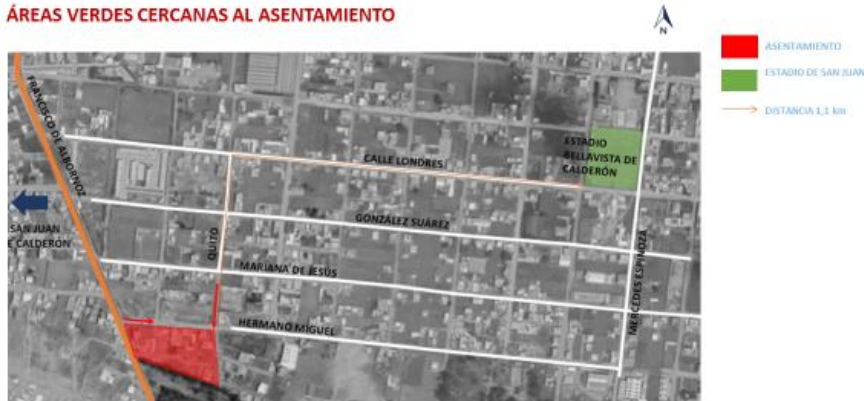 ÁREAS VERDES CERCANAS AL ASENTAMIENTO
N
ASENTAMIENTO
ESTADIO DE SAN JUAN
DISTANCIA 1,1 km
FRANCISCO DE ALBORNOZ
ESTADIO
BELLAVISTA DE
CALDERÓN
CALLE LONDRES
SAN JUAN
E CALDERÓN
QUITO
GONZÁLEZ SUÁREZ
MARIANA DE JESÚS
MERCEDES ESPINOZA
HERMANO MIGUEL